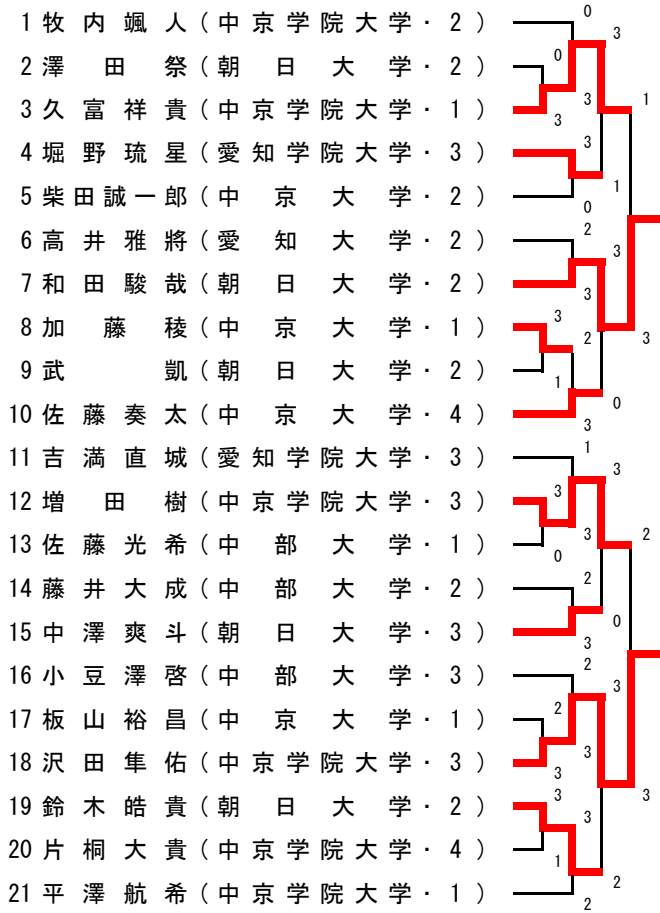 1 牧内颯人(中京学院大学・2)
2 澤田祭(朝日大学・2)
3 久富祥貴(中京学院大学・1)
4 堀野琉星(愛知学院大学・3)
5 柴田誠一郎(中京大学・2)
6 高井雅將(愛知大学・2)
7 和田駿哉(朝日大学・2)
8 加藤稜(中京大学・1)
9 武凱(朝日大学・2)
10 佐藤奏太(中京大学・4)
11 吉満直城(愛知学院大学・3)
12 増田樹(中京学院大学・3)
13 佐藤光希(中部大学・1)
14 藤井大成(中部大学・2)
15 中澤爽斗(朝日大学・3)
16 小豆澤啓(中部大学・3)
17 板山裕昌(中京大学・1)
18 沢田隼佑(中京学院大学・3)
19 鈴木皓貴(朝日大学・2)
20 片桐大貴(中京学院大学・4)
21 平澤航希(中京学院大学・1)
0
3
0
1
3
3
3
1
0
2
3
3
3
2
3
1
0
3
1
3
3
2
3
0
2
0
3
2
3
2
3
3
3
3
3
1
2
2